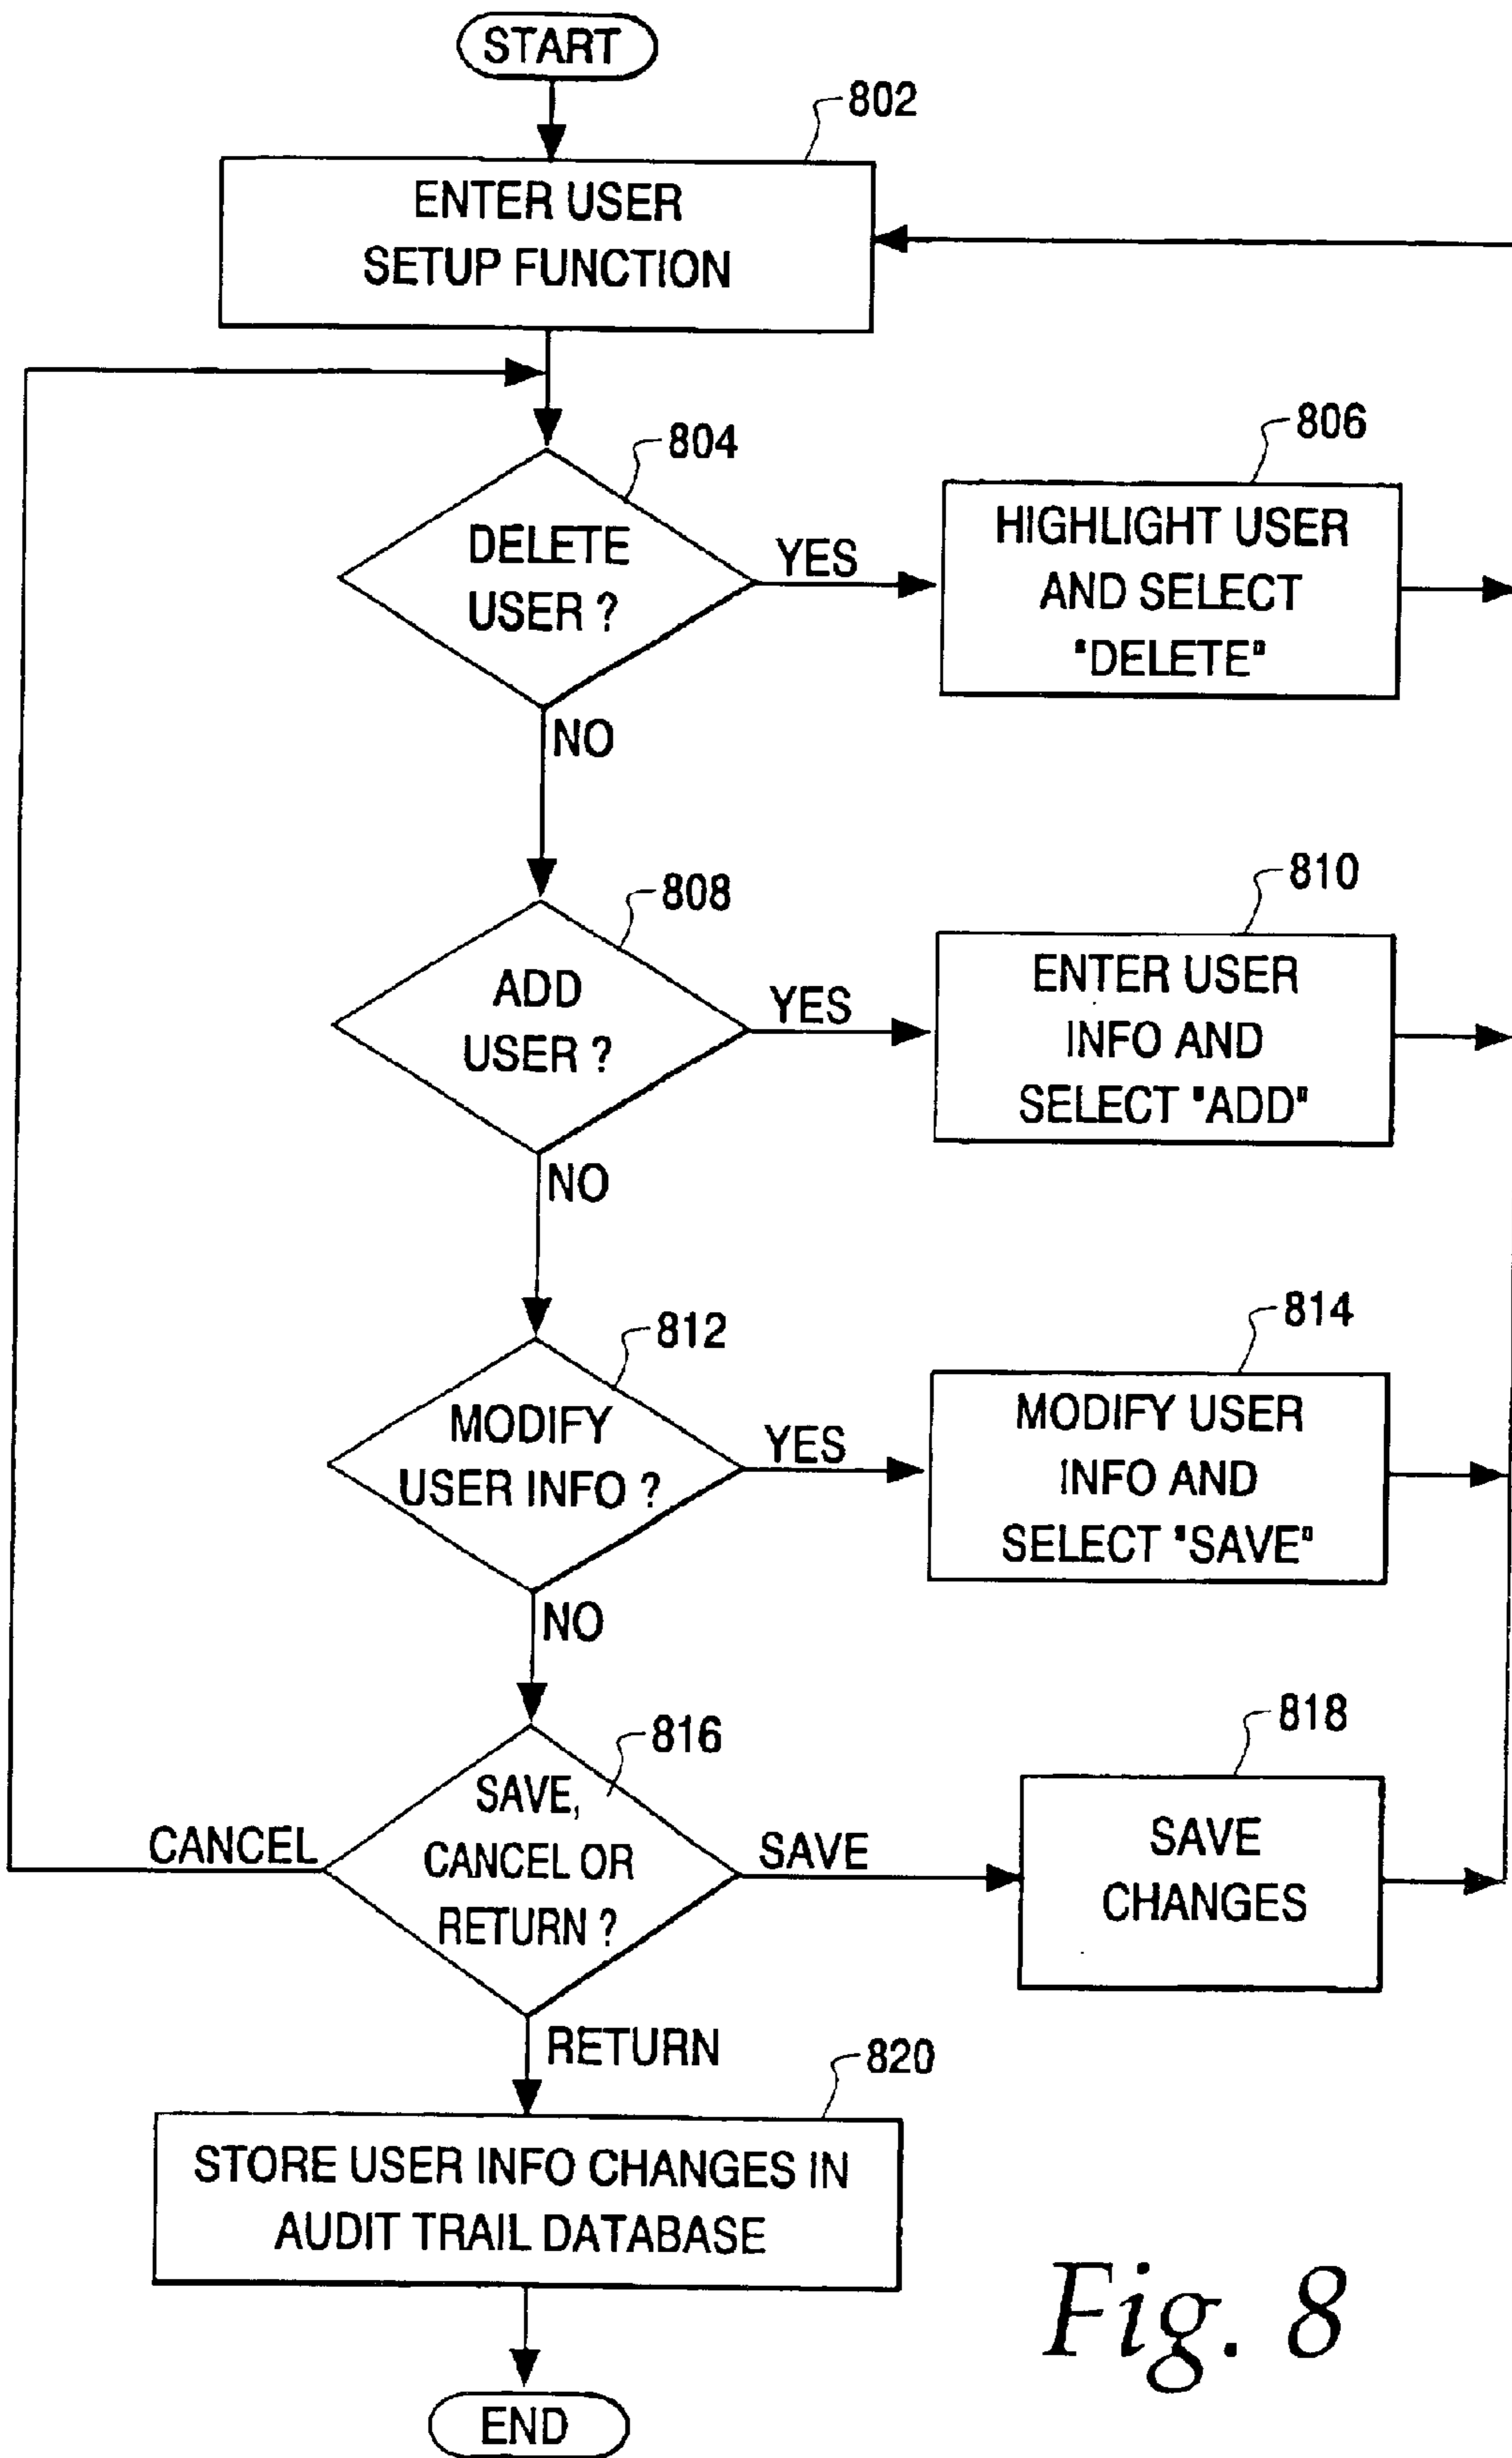 START
802
ENTER USER
SETUP FUNCTION
804
DELETE
USER ?
YES
806
HIGHLIGHT USER
AND SELECT
"DELETE"
NO
808
ADD
USER ?
YES
810
ENTER USER
INFO AND
SELECT "ADD"
NO
812
MODIFY
USER INFO ?
YES
814
MODIFY USER
INFO AND
SELECT "SAVE"
NO
816
SAVE,
CANCEL OR
RETURN ?
CANCEL
SAVE
818
SAVE
CHANGES
RETURN
820
STORE USER INFO CHANGES IN
AUDIT TRAIL DATABASE
END
Fig. 8